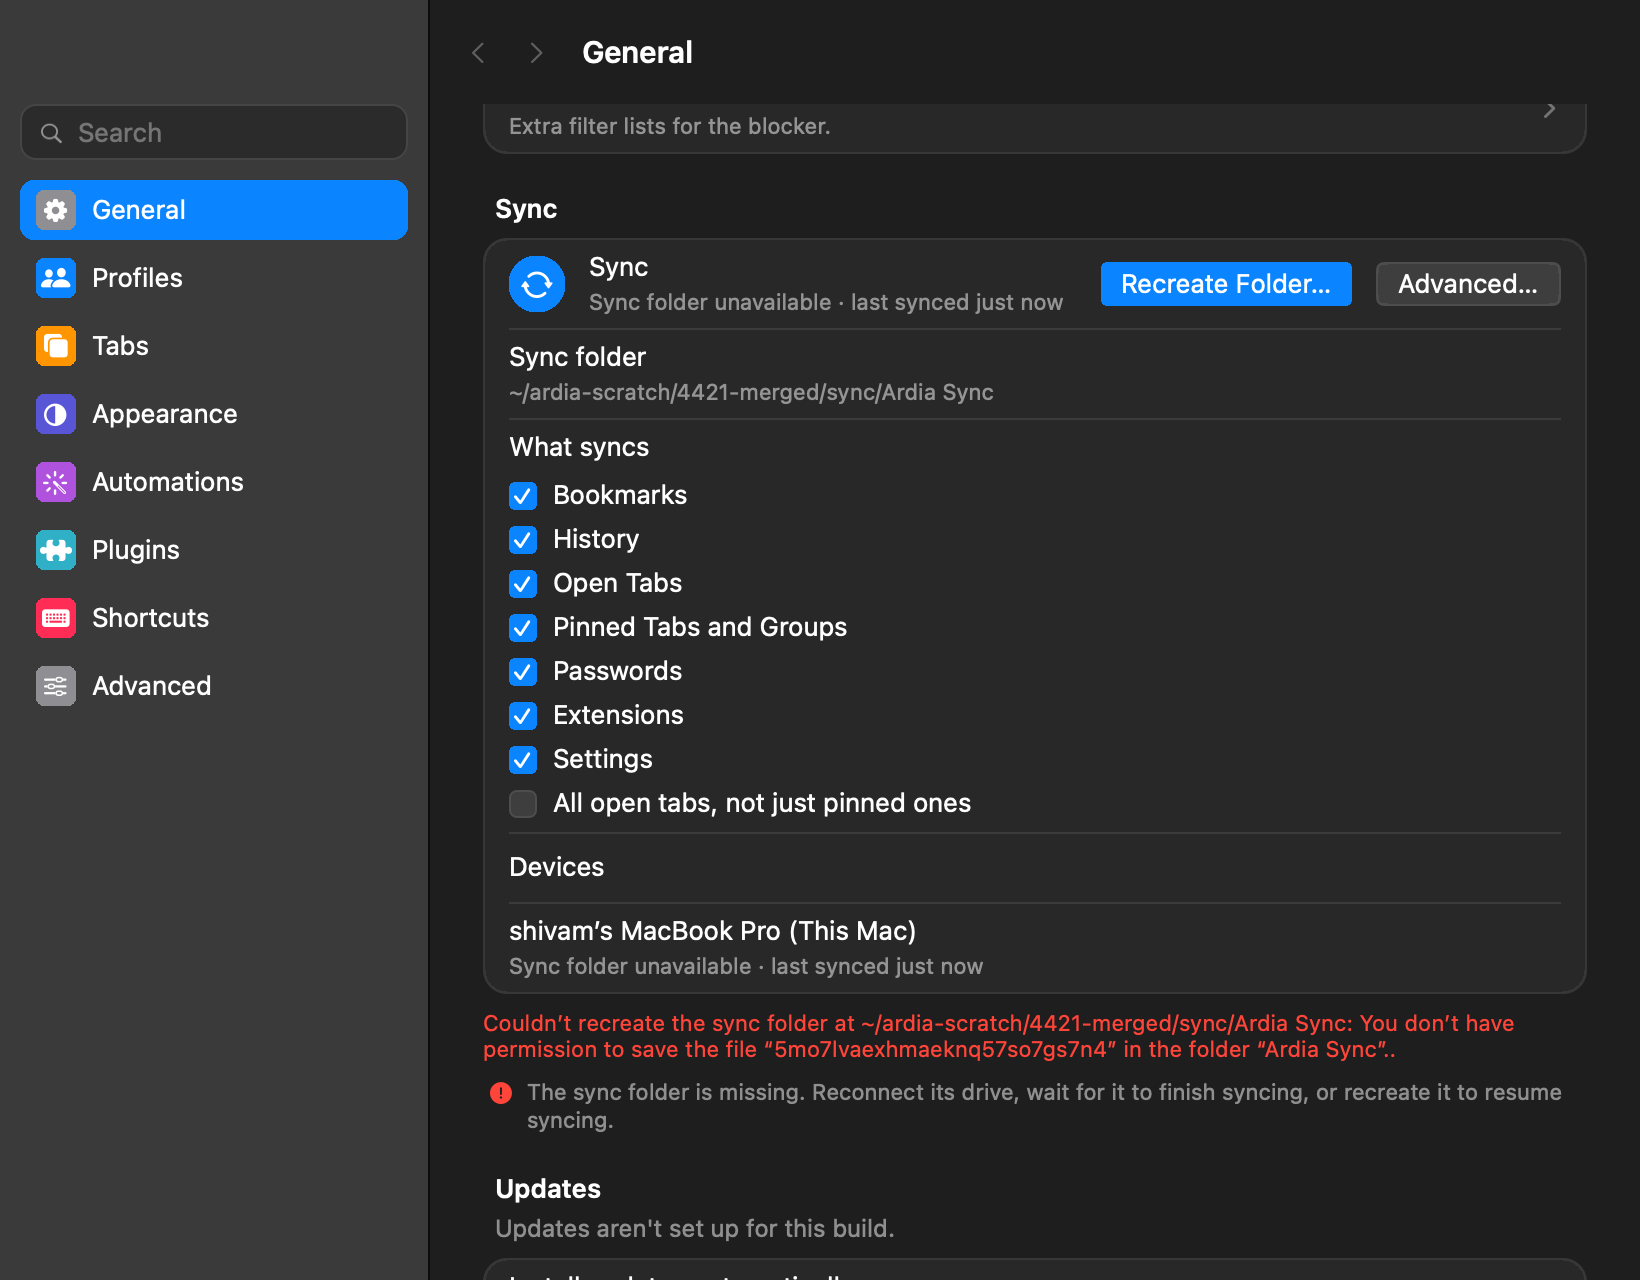 General
Search
General
Profiles
Tabs
Appearance
Automations
Plugins
Shortcuts
Advanced
Extra filter lists for the blocker.
Sync
Sync
Sync folder unavailable · last synced just now
Recreate Folder...
Advanced...
Sync folder
~/ardia-scratch/4421-merged/sync/Ardia Sync
What syncs
Bookmarks
History
Open Tabs
Pinned Tabs and Groups
Passwords
Extensions
Settings
All open tabs, not just pinned ones
Devices
shivam’s MacBook Pro (This Mac)
Sync folder unavailable · last synced just now
Couldn’t recreate the sync folder at ~/ardia-scratch/4421-merged/sync/Ardia Sync: You don’t have
permission to save the file “5mo7lvaexhmaeknq57so7gs7n4” in the folder “Ardia Sync”..
The sync folder is missing. Reconnect its drive, wait for it to finish syncing, or recreate it to resume
syncing.
Updates
Updates aren't set up for this build.